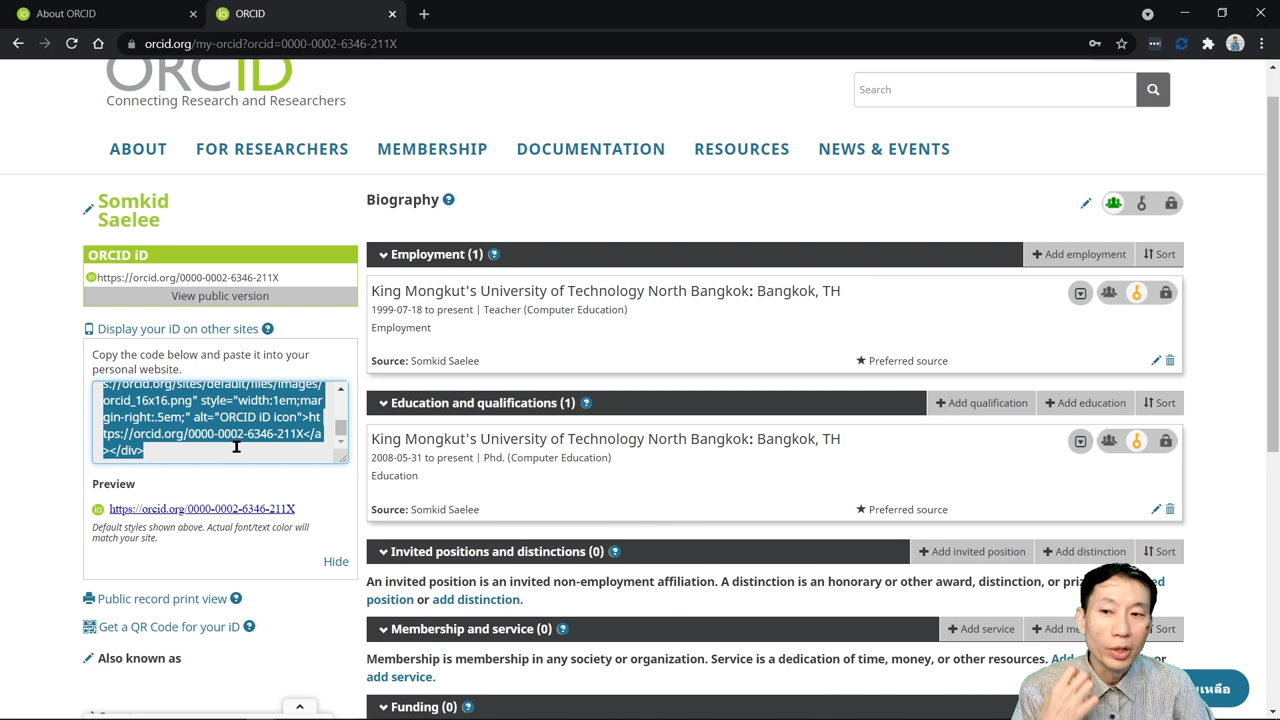 About ORCID
ORCID
orcid.org/my-orcid?orcid=0000-0002-6346-211X
ORCID
Connecting Research and Researchers
Search
ABOUT
FOR RESEARCHERS
MEMBERSHIP
DOCUMENTATION
RESOURCES
NEWS & EVENTS
Somkid
Saelee
ORCID iD
https://orcid.org/0000-0002-6346-211X
View public version
Display your iD on other sites
Copy the code below and paste it into your
personal website.
s://orcid.org/sites/default/files/images/
orcid_16x16.png" style="width:1em;mar
gin-right:.5em;" alt="ORCID iD icon">ht
tps://orcid.org/0000-0002-6346-211X</a
></div>
Preview
https://orcid.org/0000-0002-6346-211X
Default styles shown above. Actual font/text color will
match your site.
Hide
Public record print view
Get a QR Code for your iD
Also known as
Biography
Employment (1)
Add employment
Sort
King Mongkut's University of Technology North Bangkok: Bangkok, TH
1999-07-18 to present | Teacher (Computer Education)
Employment
Source: Somkid Saelee
Preferred source
Education and qualifications (1)
Add qualification
Add education
Sort
King Mongkut's University of Technology North Bangkok: Bangkok, TH
2008-05-31 to present | Phd. (Computer Education)
Education
Source: Somkid Saelee
Preferred source
Invited positions and distinctions (0)
Add invited position
Add distinction
Sort
An invited position is an invited non-employment affiliation. A distinction is an honorary or other award, distinction, or
position or add distinction.
Membership and service (0)
Add service
Sort
Membership is membership in any society or organization. Service is a dedication of time, money, or other resources.
or
add service.
Funding (0)